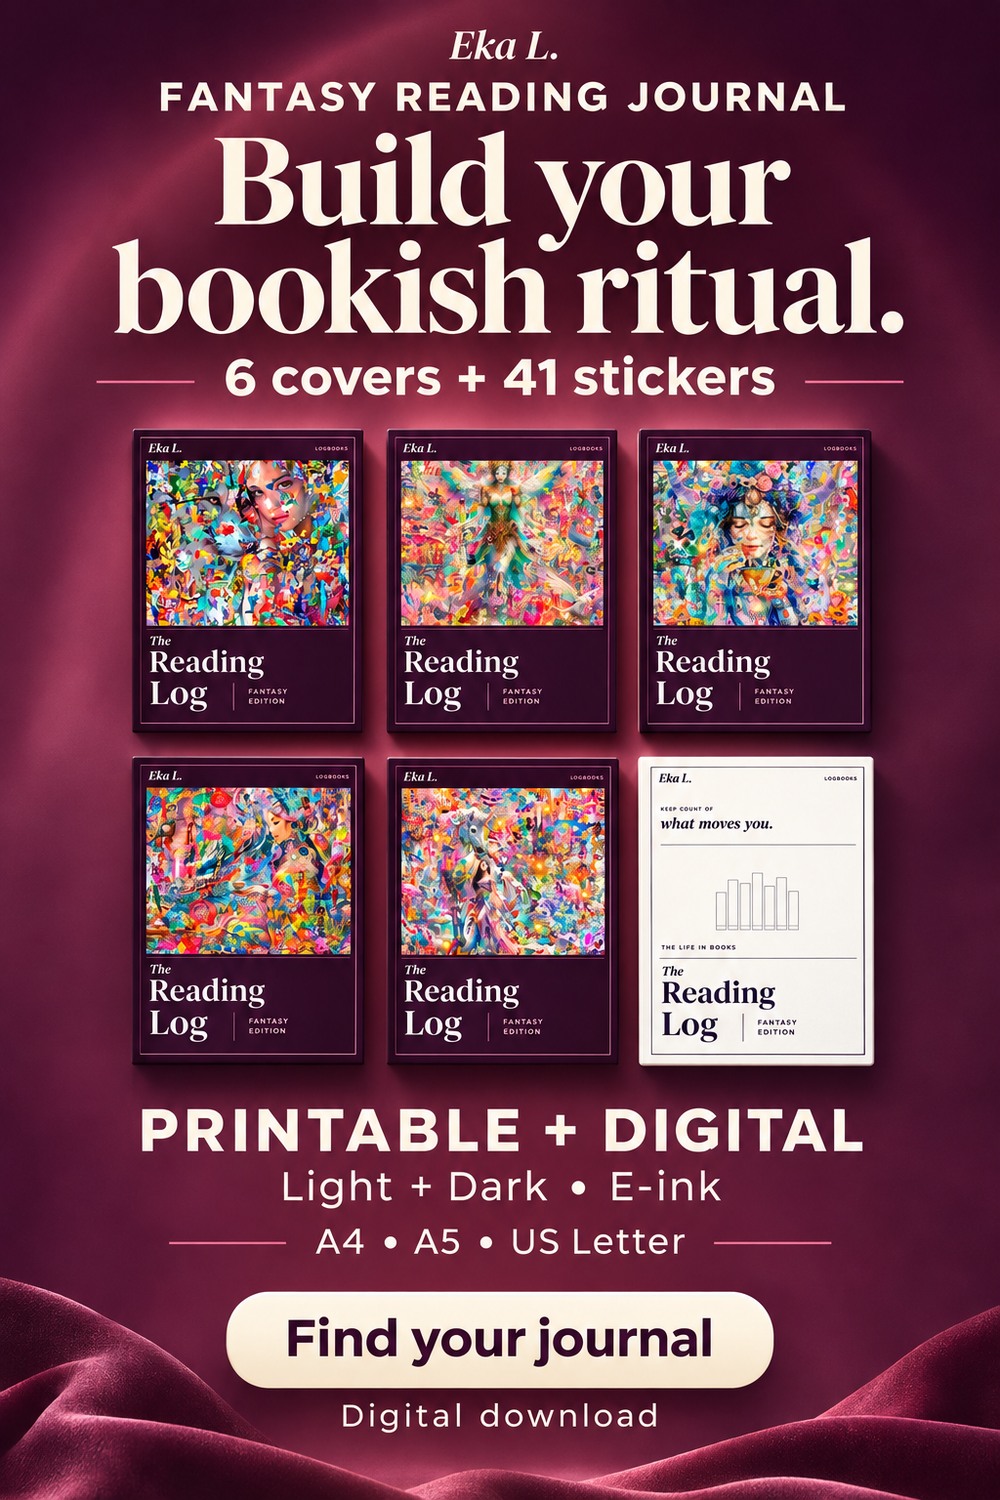 Eka L.
FANTASY READING JOURNAL
Build your
bookish ritual.
6 covers + 41 stickers
Eka L. LOGBOOKS
The
Reading
Log
FANTASY
EDITION
Eka L. LOGBOOKS
The
Reading
Log
FANTASY
EDITION
Eka L. LOGBOOKS
The
Reading
Log
FANTASY
EDITION
Eka L. LOGBOOKS
The
Reading
Log
FANTASY
EDITION
Eka L. LOGBOOKS
The
Reading
Log
FANTASY
EDITION
Eka L. LOGBOOKS
KEEP COUNT OF
what moves you.
THE LIFE IN BOOKS
The
Reading
Log
FANTASY
EDITION
PRINTABLE + DIGITAL
Light + Dark • E-ink
A4 • A5 • US Letter
Find your journal
Digital download